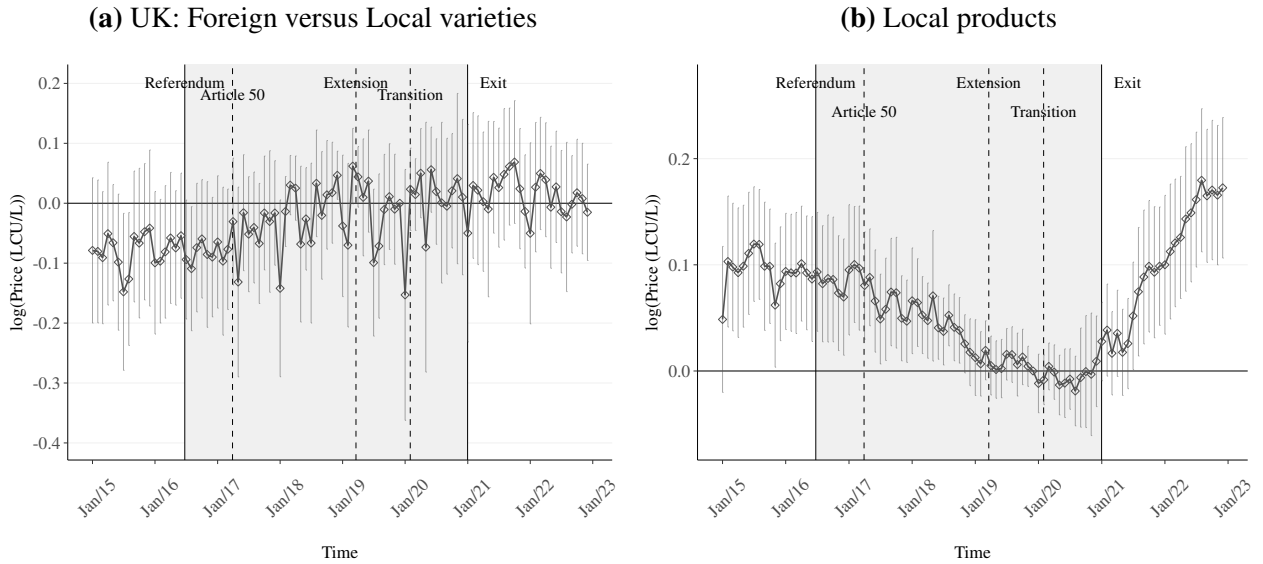 (a) UK: Foreign versus Local varieties
0.2
0.1
0.0
-0.1
-0.2
-0.3
-0.4
log(Price (LCU/L))
Referendum
Article 50
Extension
Transition
Exit
Jan/15
Jan/16
Jan/17
Jan/18
Jan/19
Jan/20
Jan/21
Jan/22
Jan/23
Time
(b) Local products
0.2
0.1
0.0
log(Price (LCU/L))
Referendum
Article 50
Extension
Transition
Exit
Jan/15
Jan/16
Jan/17
Jan/18
Jan/19
Jan/20
Jan/21
Jan/22
Jan/23
Time